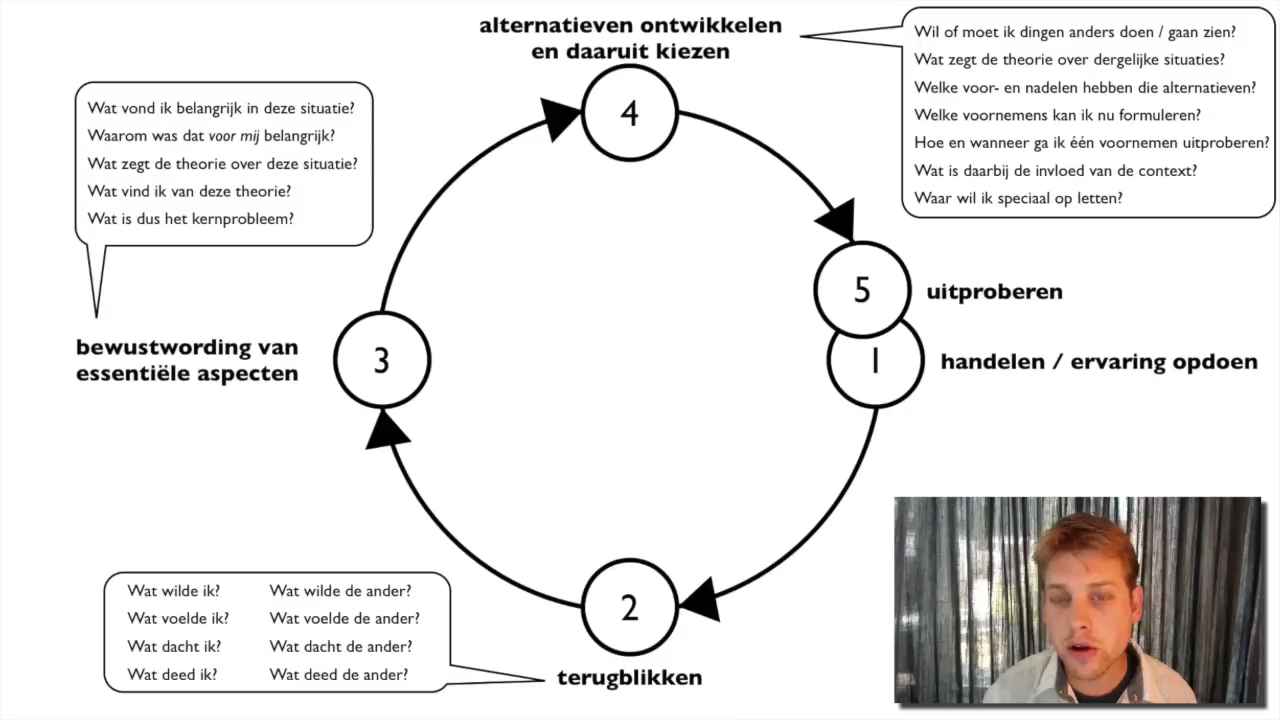 alternatieven ontwikkelen
en daaruit kiezen
Wil of moet ik dingen anders doen / gaan zien?
Wat zegt de theorie over dergelijke situaties?
Welke voor- en nadelen hebben die alternatieven?
Welke voornemens kan ik nu formuleren?
Hoe en wanneer ga ik één voornemen uitproberen?
Wat is daarbij de invloed van de context?
Waar wil ik speciaal op letten?
Wat vond ik belangrijk in deze situatie?
Waarom was dat voor mij belangrijk?
Wat zegt de theorie over deze situatie?
Wat vind ik van deze theorie?
Wat is dus het kernprobleem?
4
5
uitproberen
1
handelen / ervaring opdoen
3
bewustwording van
essentiële aspecten
2
terugblikken
Wat wilde ik? Wat wilde de ander?
Wat voelde ik? Wat voelde de ander?
Wat dacht ik? Wat dacht de ander?
Wat deed ik? Wat deed de ander?